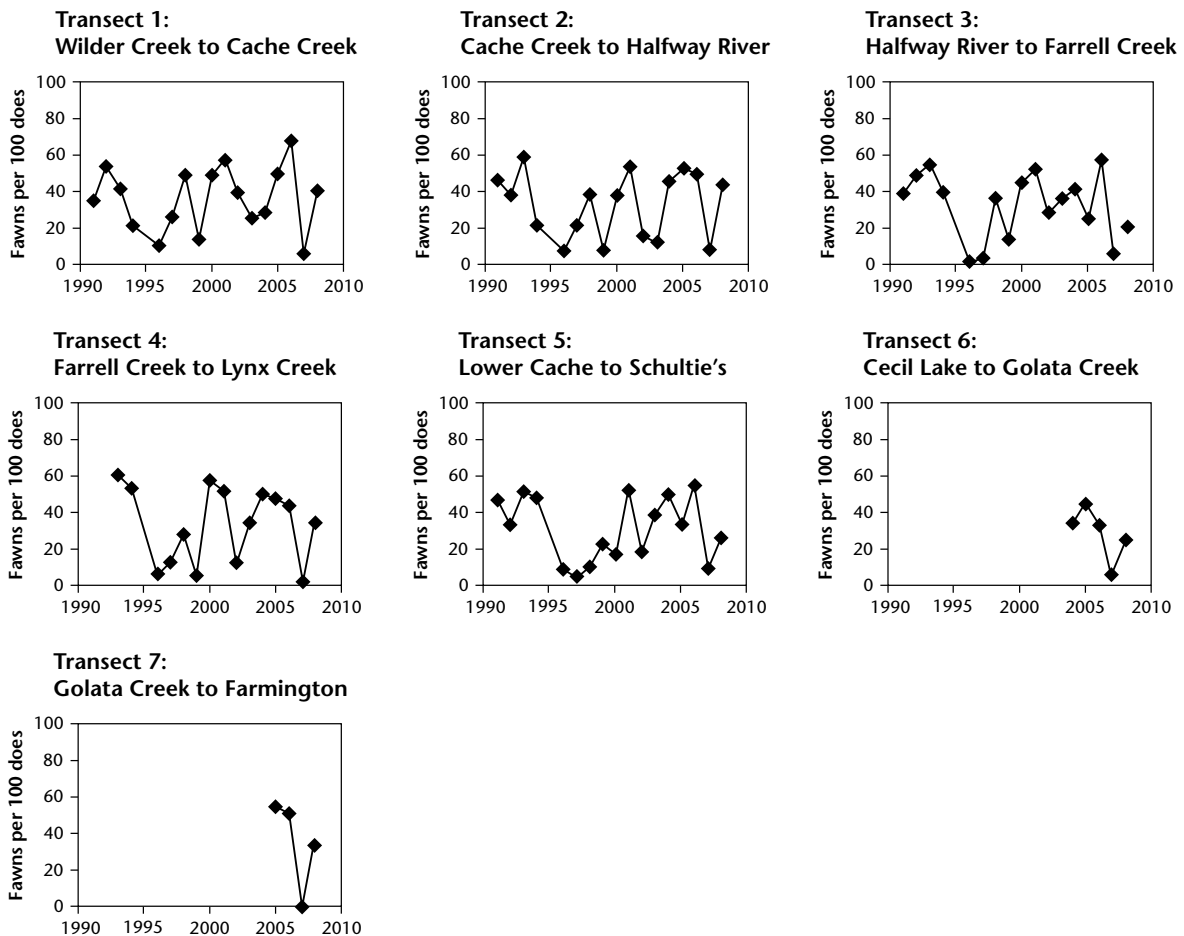 Transect 1:
Wilder Creek to Cache Creek
Fawns per 100 does
100
80
60
40
20
0
1990 1995 2000 2005 2010
Transect 2:
Cache Creek to Halfway River
Fawns per 100 does
100
80
60
40
20
0
1990 1995 2000 2005 2010
Transect 3:
Halfway River to Farrell Creek
Fawns per 100 does
100
80
60
40
20
0
1990 1995 2000 2005 2010
Transect 4:
Farrell Creek to Lynx Creek
Fawns per 100 does
100
80
60
40
20
0
1990 1995 2000 2005 2010
Transect 5:
Lower Cache to Schultie’s
Fawns per 100 does
100
80
60
40
20
0
1990 1995 2000 2005 2010
Transect 6:
Cecil Lake to Golata Creek
Fawns per 100 does
100
80
60
40
20
0
1990 1995 2000 2005 2010
Transect 7:
Golata Creek to Farmington
Fawns per 100 does
100
80
60
40
20
0
1990 1995 2000 2005 2010